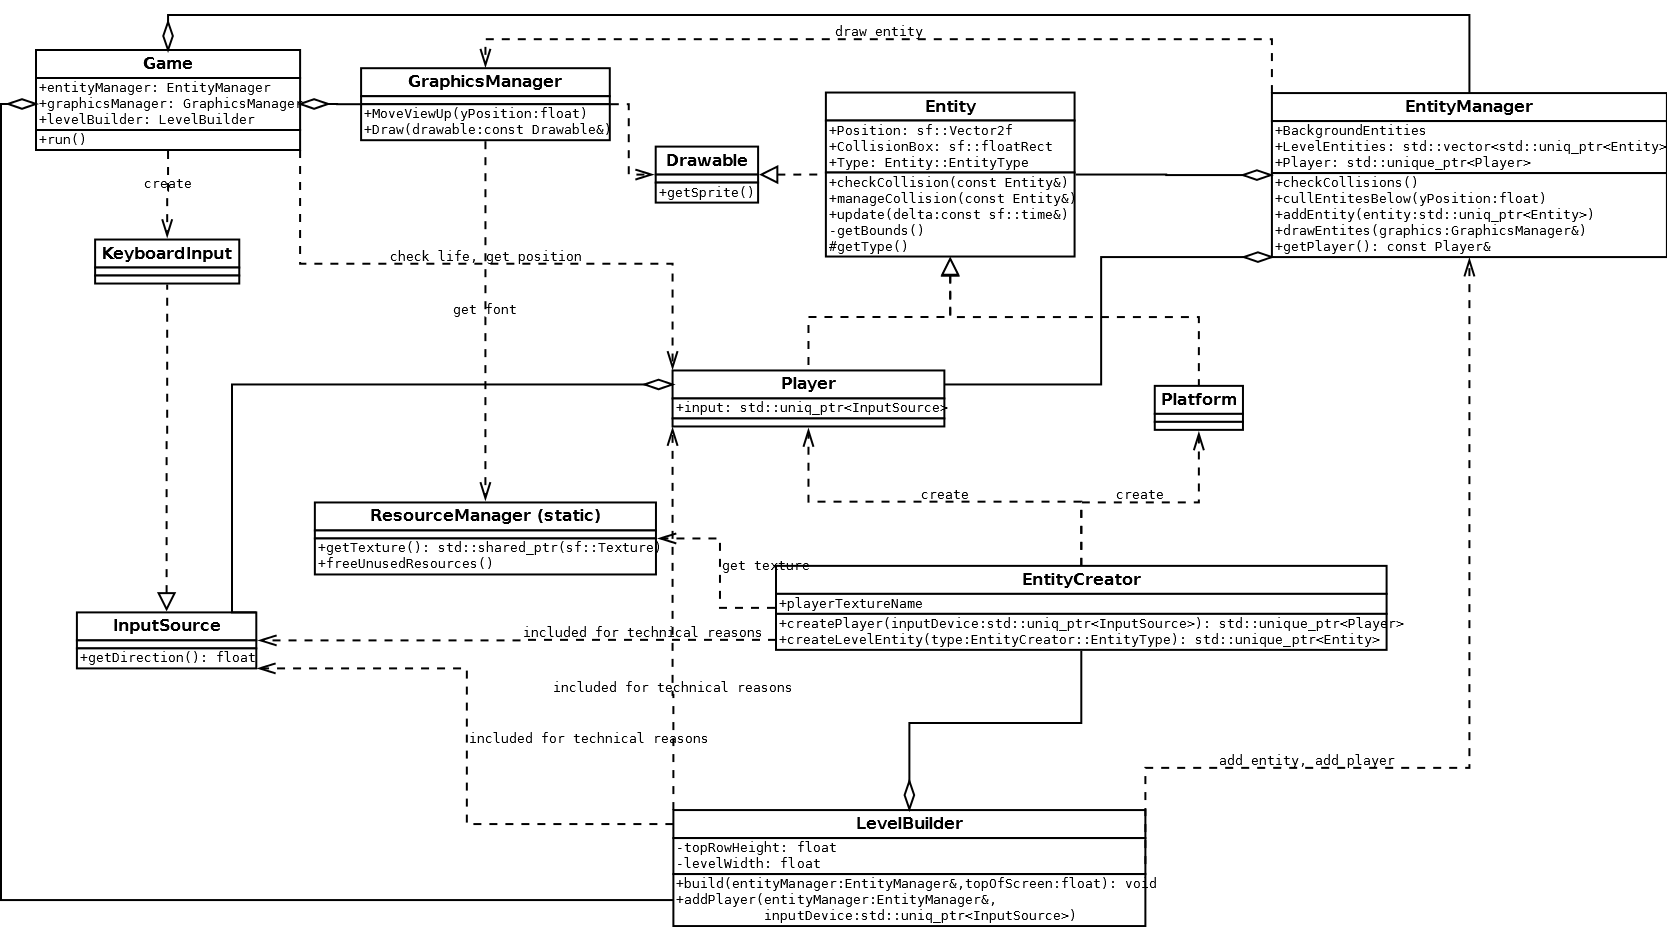 draw entity
Game
+entityManager: EntityManager
+graphicsManager: GraphicsManager
+levelBuilder: LevelBuilder
+run()
GraphicsManager
+MoveViewUp(yPosition:float)
+Draw(drawable:const Drawable&)
Drawable
+getSprite()
Entity
+Position: sf::Vector2f
+CollisionBox: sf::floatRect
+Type: Entity::EntityType
+checkCollision(const Entity&)
+manageCollision(const Entity&)
+update(delta:const sf::time&)
-getBounds()
#getType()
EntityManager
+BackgroundEntities
+LevelEntities: std::vector<std::uniq_ptr<Entity>
+Player: std::unique_ptr<Player>
+checkCollisions()
+cullEntitesBelow(yPosition:float)
+addEntity(entity:std::uniq_ptr<Entity>)
+drawEntites(graphics:GraphicsManager&)
+getPlayer(): const Player&
create
KeyboardInput
check life, get position
get font
Player
+input: std::uniq_ptr<InputSource>
Platform
create
create
ResourceManager (static)
+getTexture(): std::shared_ptr(sf::Texture)
+freeUnusedResources()
get texture
EntityCreator
+playerTextureName
+createPlayer(inputDevice:std::uniq_ptr<InputSource>): std::unique_ptr<Player>
+createLevelEntity(type:EntityCreator::EntityType): std::unique_ptr<Entity>
InputSource
+getDirection(): float
included for technical reasons
included for technical reasons
included for technical reasons
add entity, add player
LevelBuilder
-topRowHeight: float
-levelWidth: float
+build(entityManager:EntityManager&,topOfScreen:float): void
+addPlayer(entityManager:EntityManager&,
inputDevice:std::uniq_ptr<InputSource>)